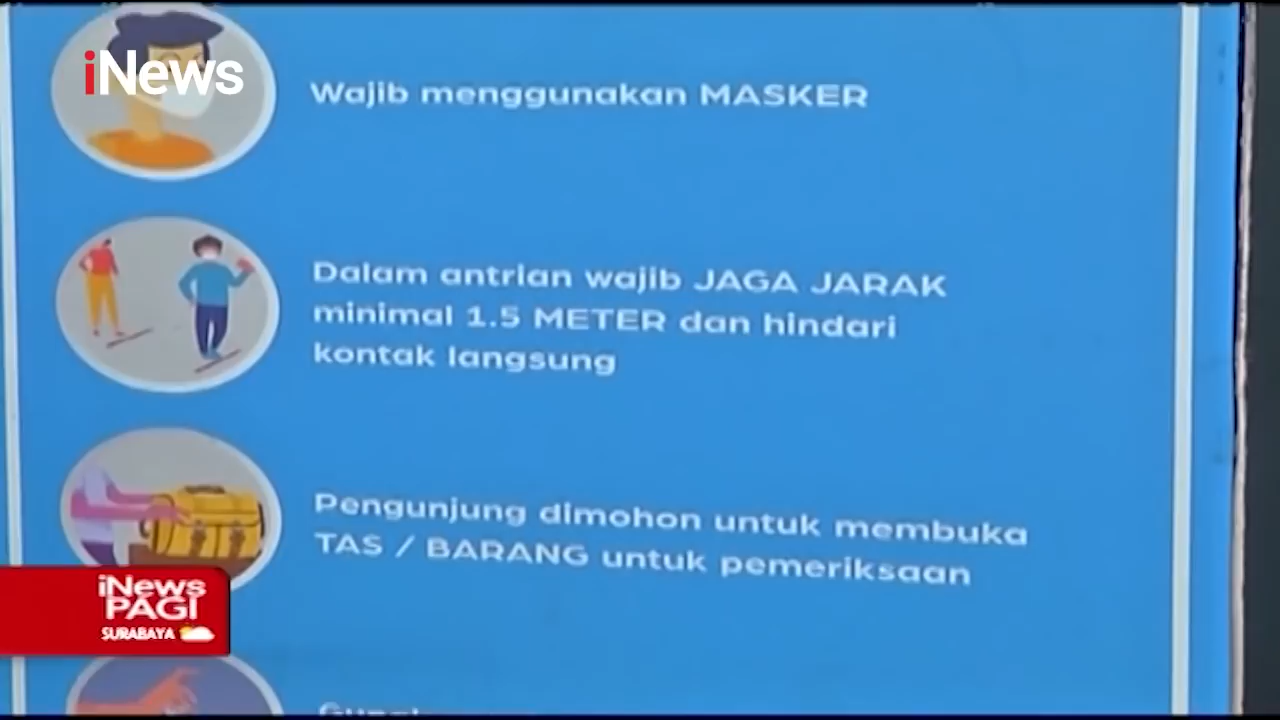 iNews
Wajib menggunakan MASKER
Dalam antrian wajib JAGA JARAK
minimal 1.5 METER dan hindari
kontak langsung
Pengunjung dimohon untuk membuka
TAS / BARANG untuk pemeriksaan
iNews
PAGI
SURABAYA